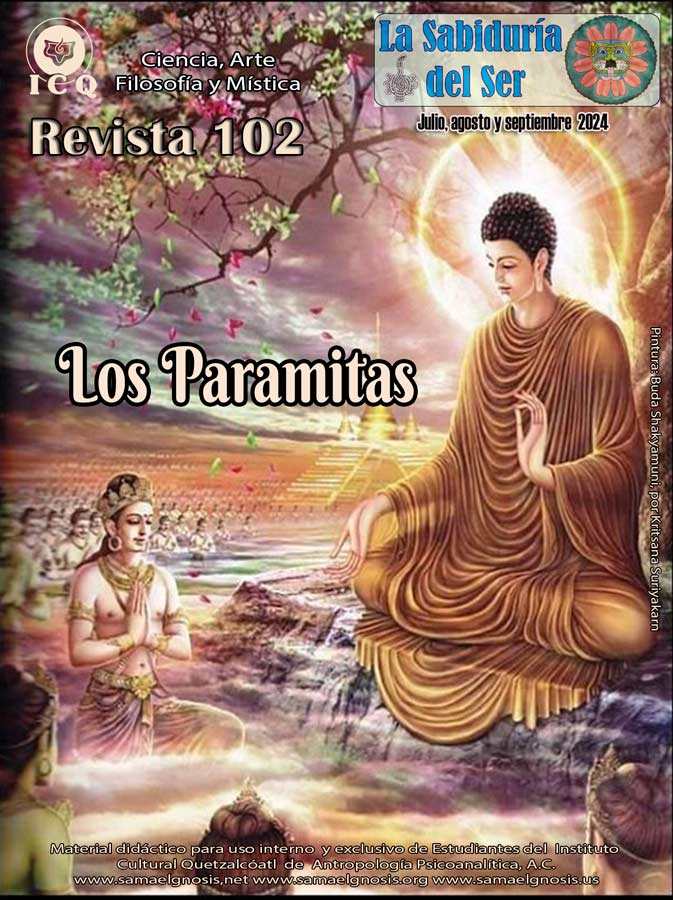 ICQ
Ciencia, Arte
Filosofía y Mística
La Sabiduría
del Ser
Revista 102
Julio, agosto y septiembre 2024
Los Paramitas
Pintura: Buda Shakyamuni, por Kritsana Suriyakarn
Material didáctico para uso interno y exclusivo de Estudiantes del Instituto
Cultural Quetzalcóatl de Antropología Psicoanalítica, A.C.
www.samaelgnosis,net www.samaelgnosis.org www.samaelgnosis.us